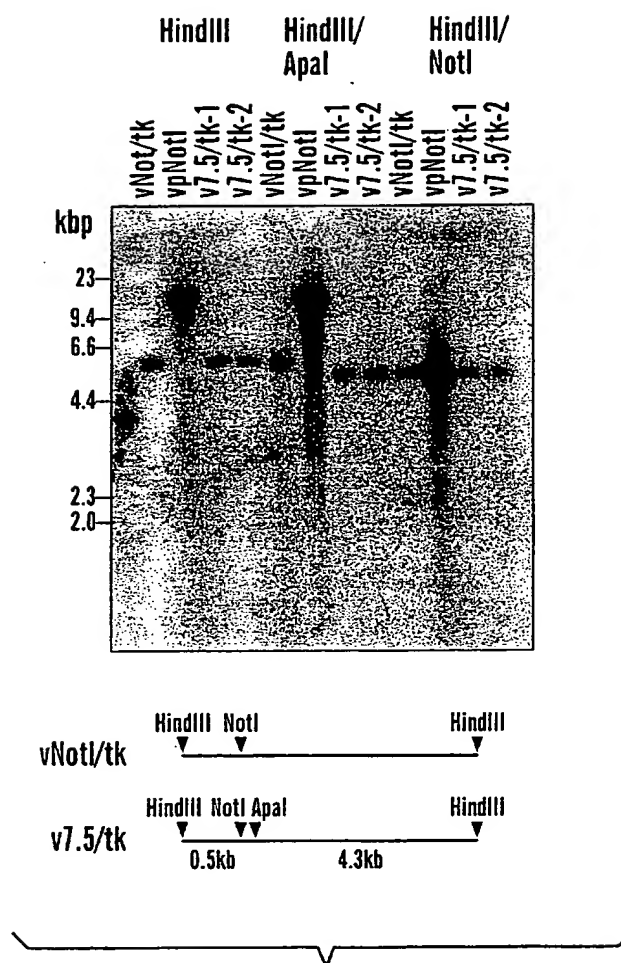 HindIII HindIII/ HindIII/
ApaI NotI
vNot/tk vpNotI v7.5/tk-1 v7.5/tk-2 vNotI/tk vpNotI v7.5/tk-1 v7.5/tk-2 vNotI/tk vpNotI v7.5/tk-1 v7.5/tk-2
kbp
23
9.4
6.6
4.4
2.3
2.0
HindIII NotI HindIII
vNotI/tk
HindIII NotI ApaI HindIII
v7.5/tk
0.5kb 4.3kb